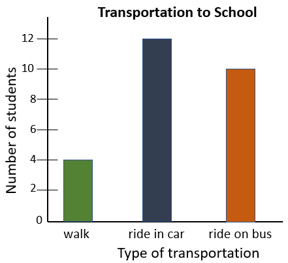 Transportation to School
Number of students
12
10
8
6
4
2
0
walk
ride in car
ride on bus
Type of transportation